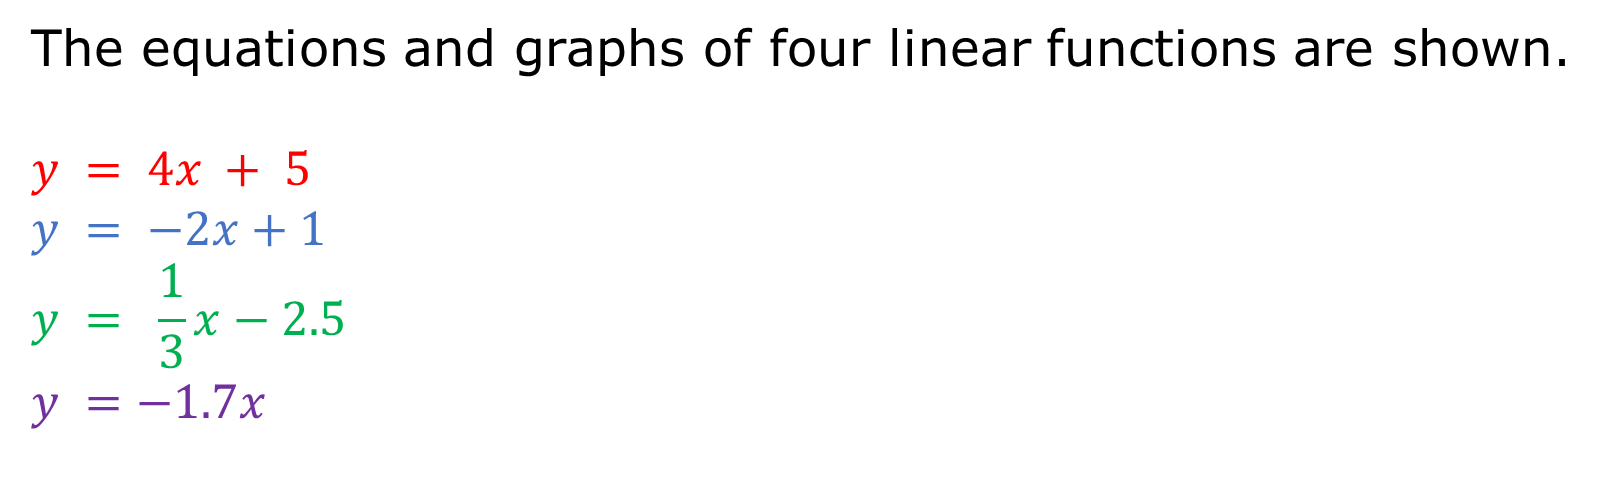 The equations and graphs of four linear functions are shown.
y = 4x + 5
y = −2x + 1
y = 1/3 x − 2.5
y = −1.7x